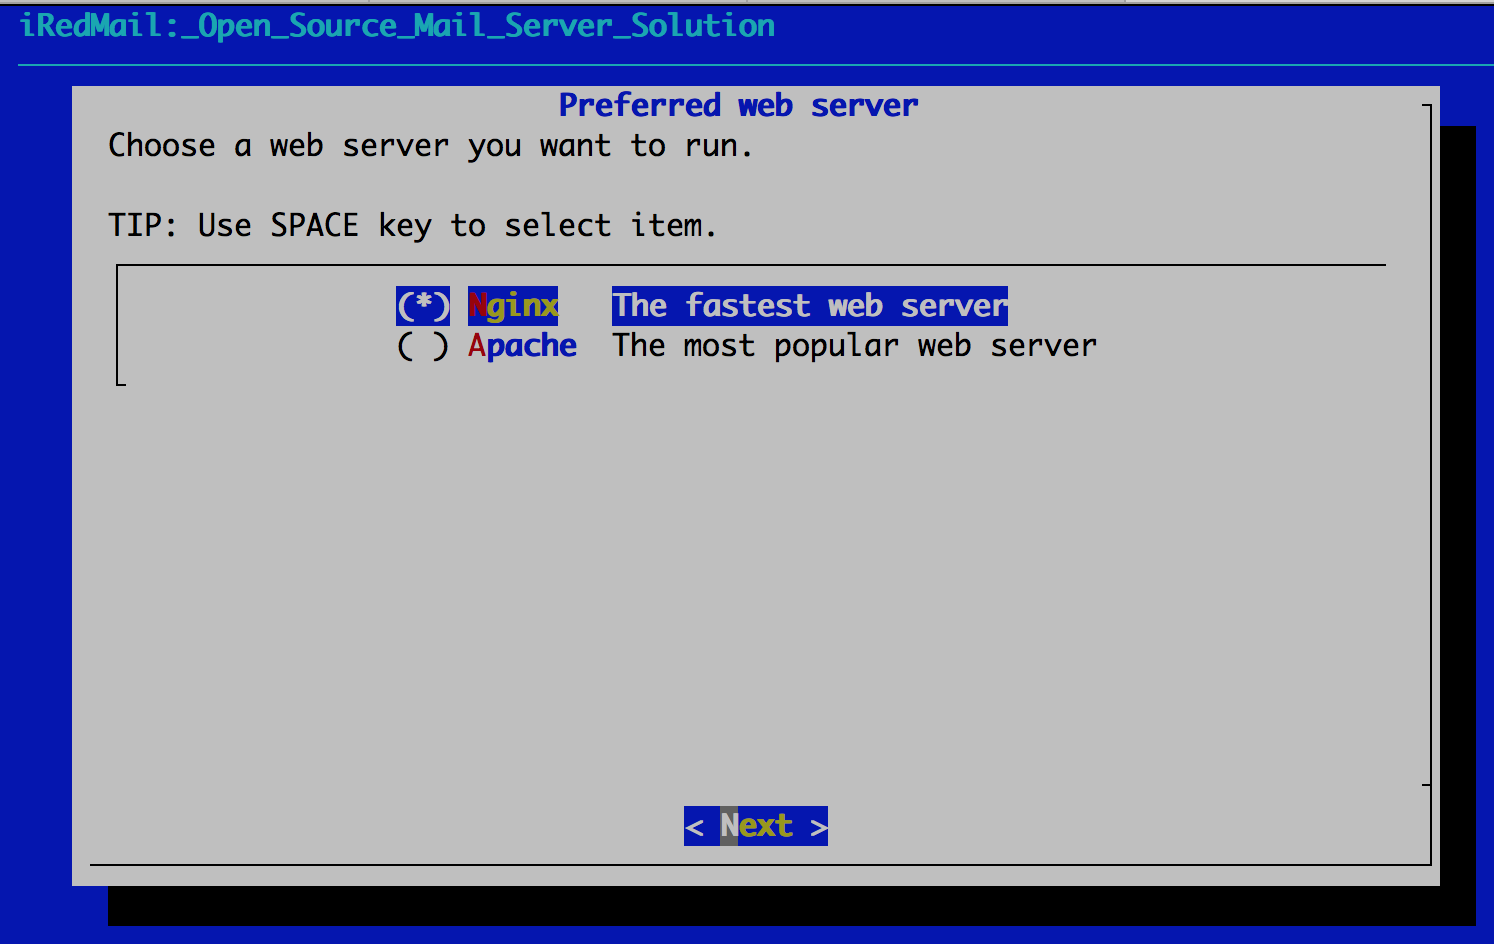 iRedMail:_Open_Source_Mail_Server_Solution
Preferred web server
Choose a web server you want to run.
TIP: Use SPACE key to select item.
(*) Nginx The fastest web server
( ) Apache The most popular web server
< Next >